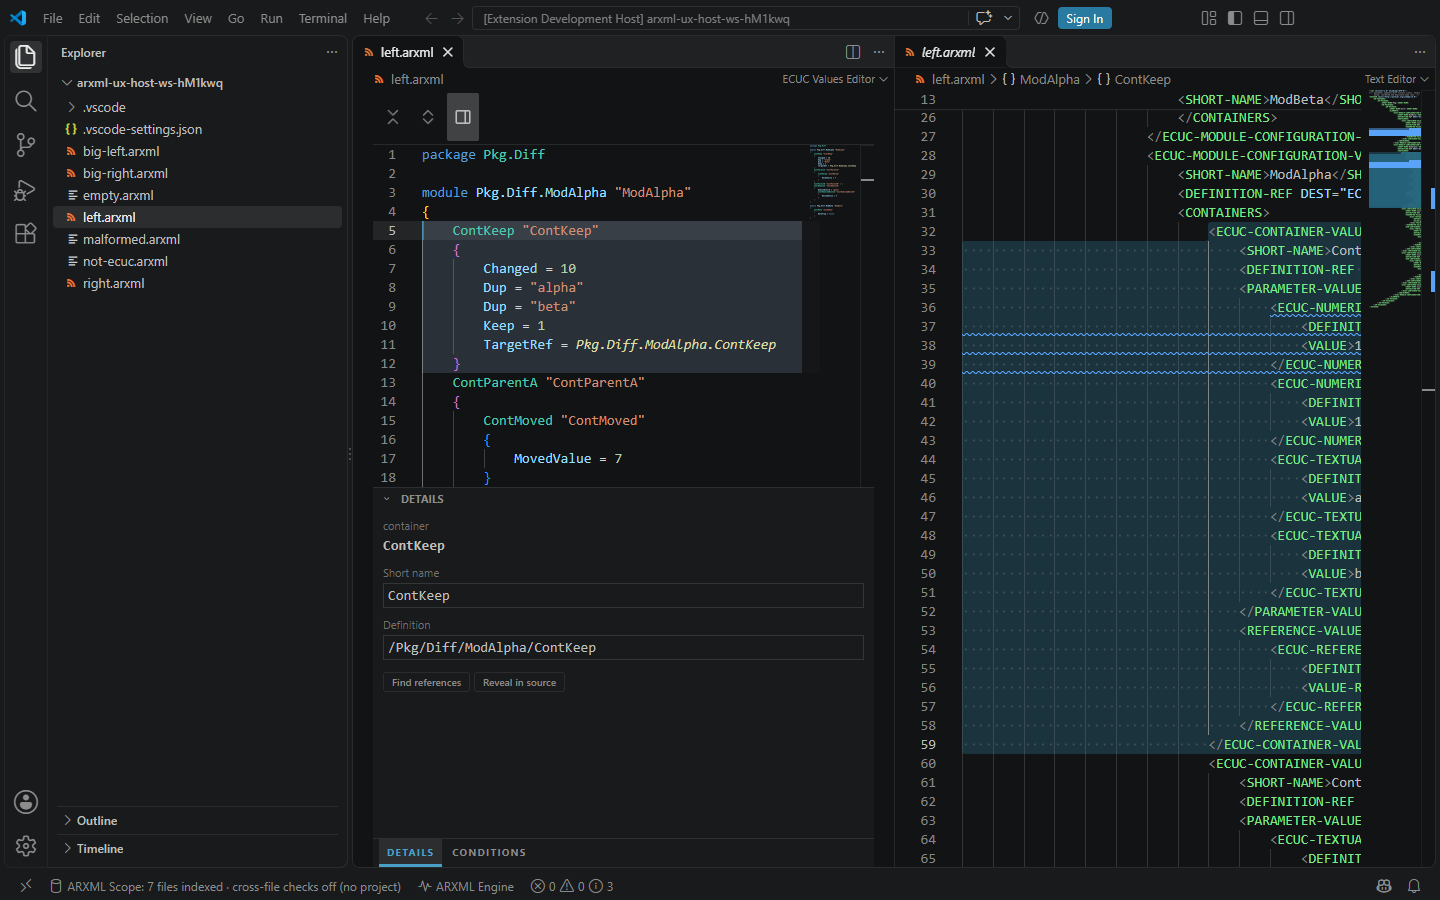 File Edit Selection View Go Run Terminal Help
[Extension Development Host] arxml-ux-host-ws-hM1kwq
Sign In
Explorer
arxml-ux-host-ws-hM1kwq
.vscode
.vscode-settings.json
big-left.arxml
big-right.arxml
empty.arxml
left.arxml
malformed.arxml
not-ecuc.arxml
right.arxml
Outline
Timeline
left.arxml
left.arxml
ECUC Values Editor
1 package Pkg.Diff
2
3 module Pkg.Diff.ModAlpha "ModAlpha"
4 {
5 ContKeep "ContKeep"
6 {
7 Changed = 10
8 Dup = "alpha"
9 Dup = "beta"
10 Keep = 1
11 TargetRef = Pkg.Diff.ModAlpha.ContKeep
12 }
13 ContParentA "ContParentA"
14 {
15 ContMoved "ContMoved"
16 {
17 MovedValue = 7
18 }
DETAILS
container
ContKeep
Short name
ContKeep
Definition
/Pkg/Diff/ModAlpha/ContKeep
Find references Reveal in source
DETAILS CONDITIONS
left.arxml
left.arxml > {} ModAlpha > {} ContKeep
Text Editor
13 <SHORT-NAME>ModBeta</SHO
26 </CONTAINERS>
27 </ECUC-MODULE-CONFIGURATION-
28 <ECUC-MODULE-CONFIGURATION-V
29 <SHORT-NAME>ModAlpha</SH
30 <DEFINITION-REF DEST="EC
31 <CONTAINERS>
32 <ECUC-CONTAINER-VALU
33 <SHORT-NAME>Cont
34 <DEFINITION-REF
35 <PARAMETER-VALUE
36 <ECUC-NUMERI
37 <DEFINIT
38 <VALUE>1
39 </ECUC-NUMER
40 <ECUC-NUMERI
41 <DEFINIT
42 <VALUE>1
43 </ECUC-NUMER
44 <ECUC-TEXTUA
45 <DEFINIT
46 <VALUE>a
47 </ECUC-TEXTU
48 <ECUC-TEXTUA
49 <DEFINIT
50 <VALUE>b
51 </ECUC-TEXTU
52 </PARAMETER-VALU
53 <REFERENCE-VALUE
54 <ECUC-REFERE
55 <DEFINIT
56 <VALUE-R
57 </ECUC-REFER
58 </REFERENCE-VALU
59 </ECUC-CONTAINER-VAL
60 <ECUC-CONTAINER-VALU
61 <SHORT-NAME>Cont
62 <DEFINITION-REF
63 <PARAMETER-VALUE
64 <ECUC-TEXTUA
65 <DEFINIT
ARXML Scope: 7 files indexed · cross-file checks off (no project) ARXML Engine 0 0 3